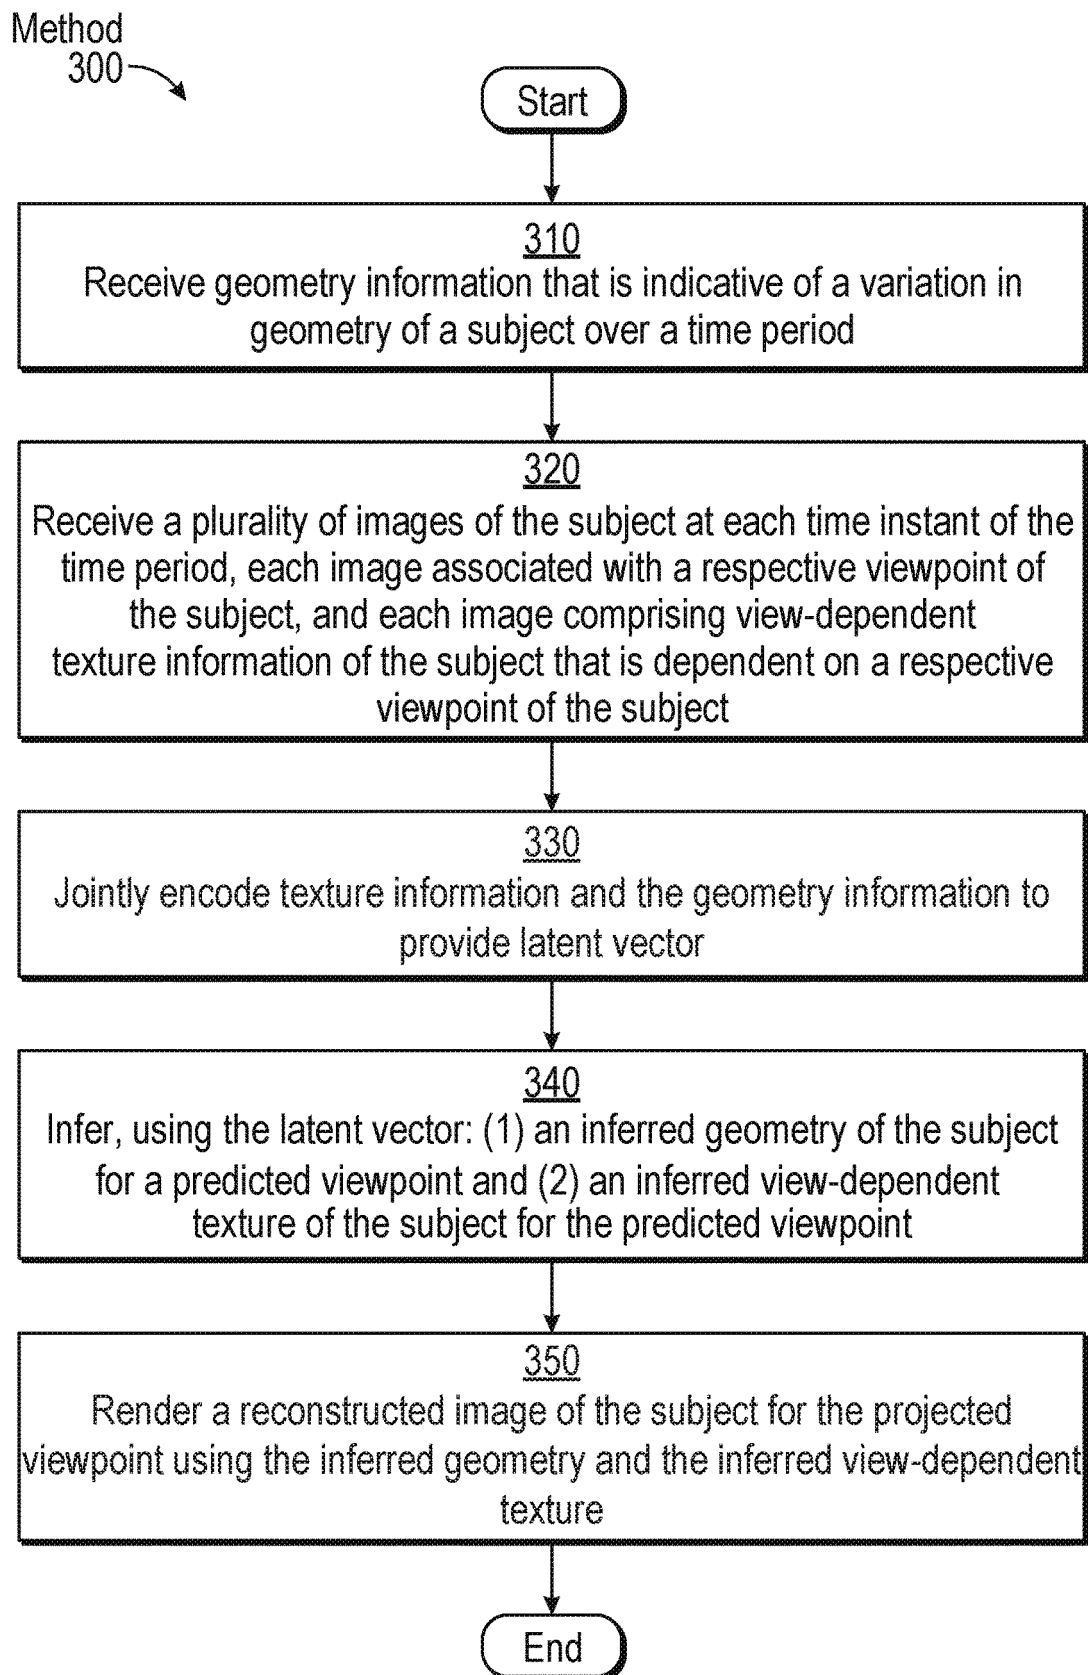 Method
300
Start
310
Receive geometry information that is indicative of a variation in
geometry of a subject over a time period
320
Receive a plurality of images of the subject at each time instant of the
time period, each image associated with a respective viewpoint of
the subject, and each image comprising view-dependent
texture information of the subject that is dependent on a respective
viewpoint of the subject
330
Jointly encode texture information and the geometry information to
provide latent vector
340
Infer, using the latent vector: (1) an inferred geometry of the subject
for a predicted viewpoint and (2) an inferred view-dependent
texture of the subject for the predicted viewpoint
350
Render a reconstructed image of the subject for the projected
viewpoint using the inferred geometry and the inferred view-dependent
texture
End